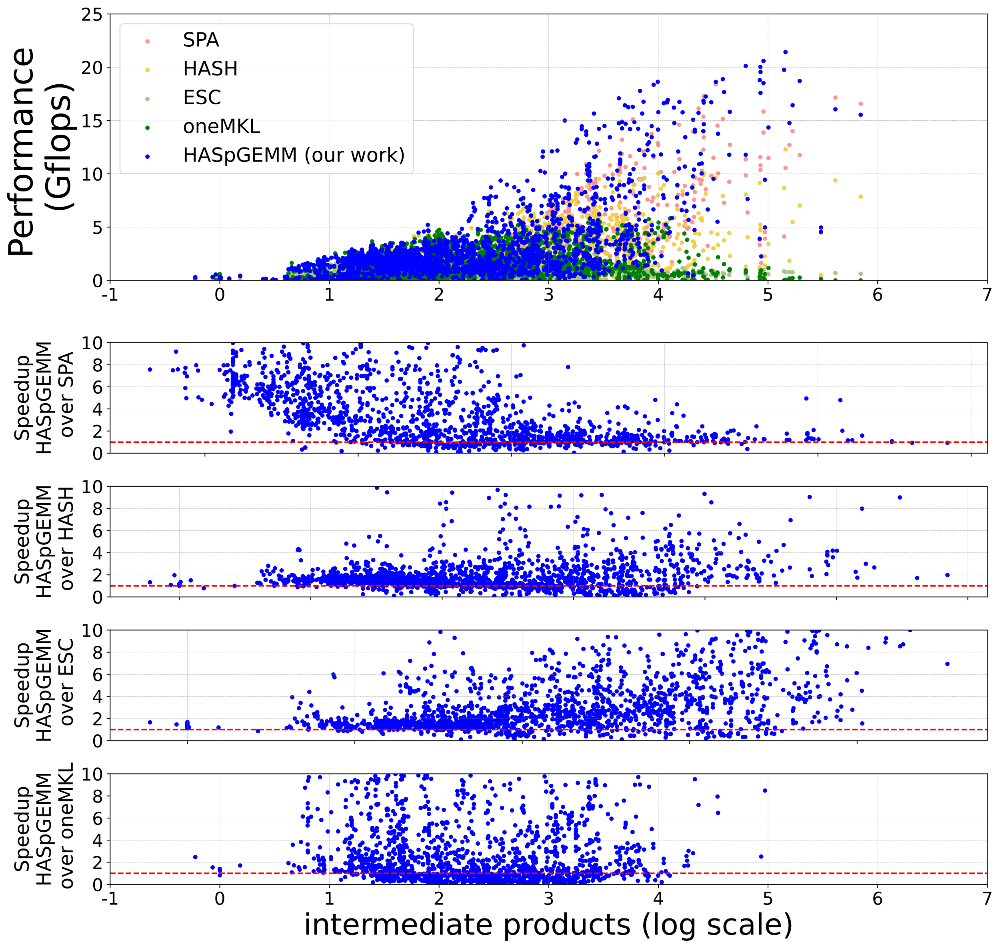 Performance
(Gflops)
25
20
15
10
5
0
SPA
HASH
ESC
oneMKL
HASpGEMM (our work)
-1 0 1 2 3 4 5 6 7
Speedup
HASpGEMM
over SPA
10
8
6
4
2
0
Speedup
HASpGEMM
over HASH
10
8
6
4
2
0
Speedup
HASpGEMM
over ESC
10
8
6
4
2
0
Speedup
HASpGEMM
over oneMKL
10
8
6
4
2
0
-1 0 1 2 3 4 5 6 7
intermediate products (log scale)